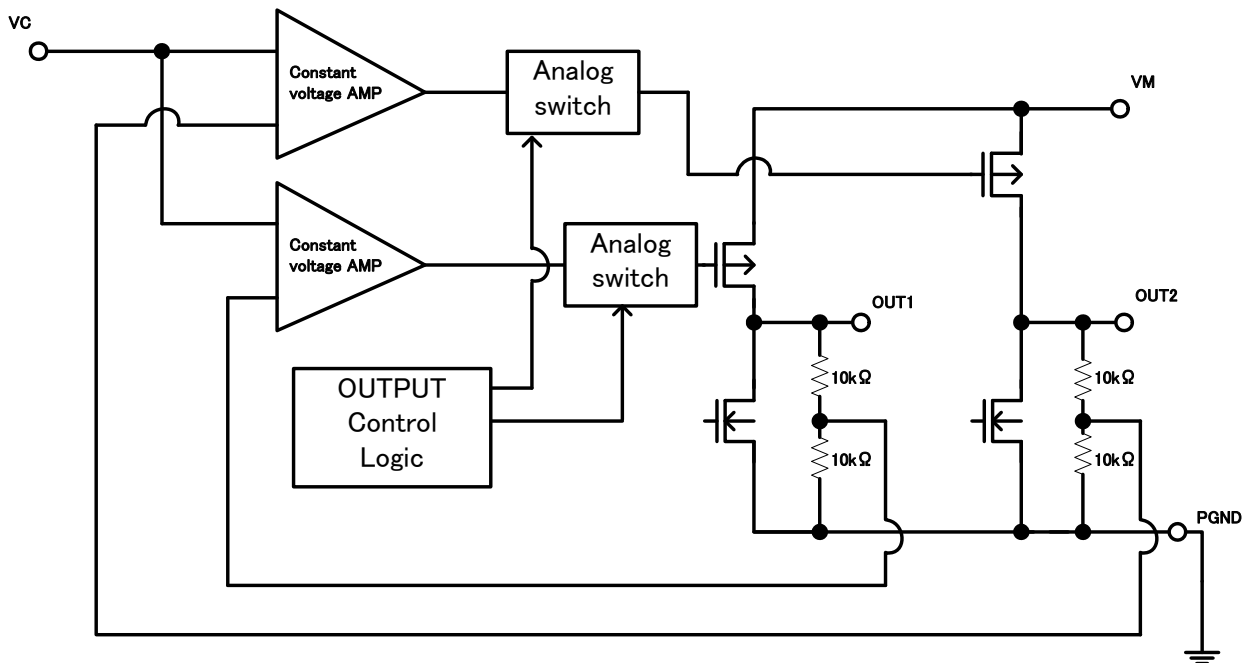 VC
Constant
voltage AMP
Analog
switch
VM
Constant
voltage AMP
Analog
switch
OUT1
OUT2
10kΩ
10kΩ
OUTPUT
Control
Logic
10kΩ
10kΩ
PGND